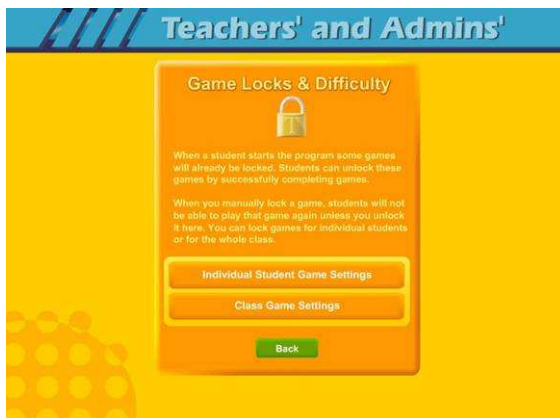 Teachers' and Admins'
Game Locks & Difficulty
T
When a student starts the program some games
will already be locked. Students can unlock these
games by successfully completing games.
When you manually lock a game, students will not
be able to play that game again unless you unlock
it here. You can lock games for individual students
or for the whole class.
Individual Student Game Settings
Class Game Settings
Back